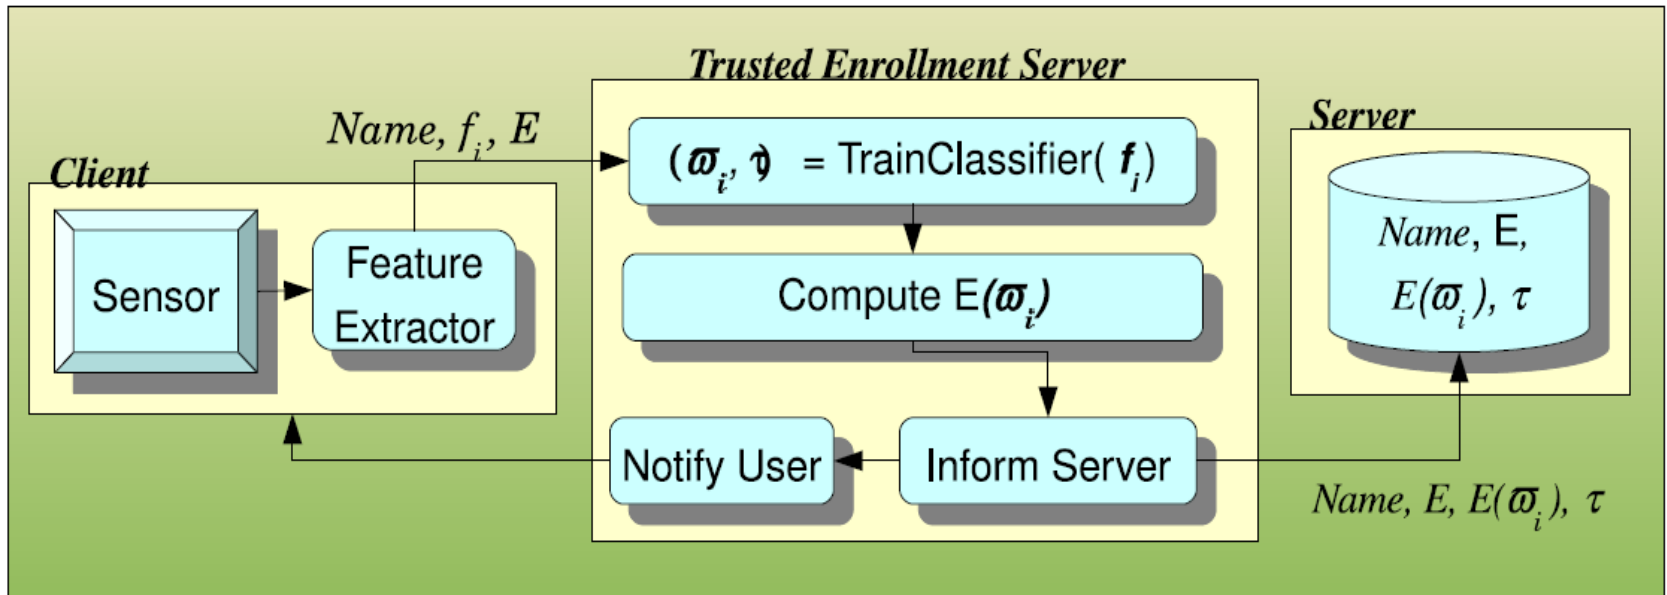 Trusted Enrollment Server
Server
Client
Name, f_i, E
(ϖ_i, τ) = TrainClassifier( f_j)
Compute E(ϖ_i)
Sensor
Feature
Extractor
Notify User
Inform Server
Name, E,
E(ϖ_i), τ
Name, E, E(ϖ_i), τ